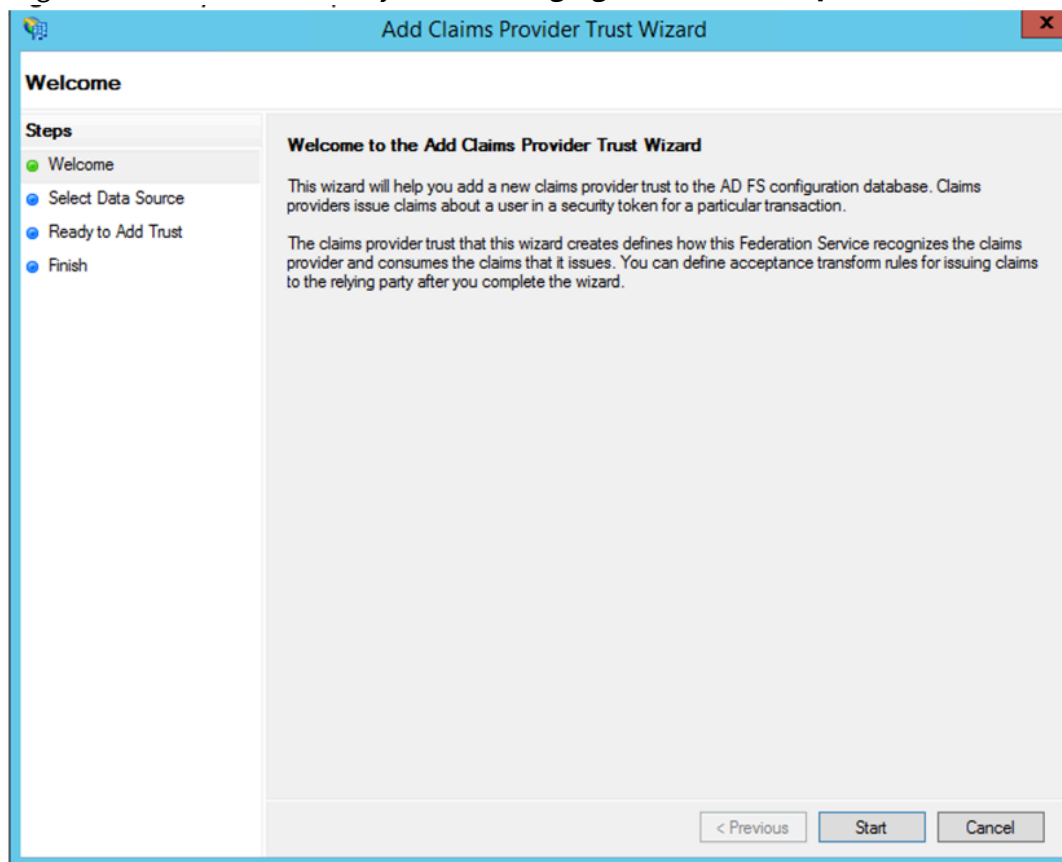 Add Claims Provider Trust Wizard
X
Welcome
Steps
Welcome
Select Data Source
Ready to Add Trust
Finish
Welcome to the Add Claims Provider Trust Wizard
This wizard will help you add a new claims provider trust to the AD FS configuration database. Claims
providers issue claims about a user in a security token for a particular transaction.
The claims provider trust that this wizard creates defines how this Federation Service recognizes the claims
provider and consumes the claims that it issues. You can define acceptance transform rules for issuing claims
to the relying party after you complete the wizard.
< Previous
Start
Cancel